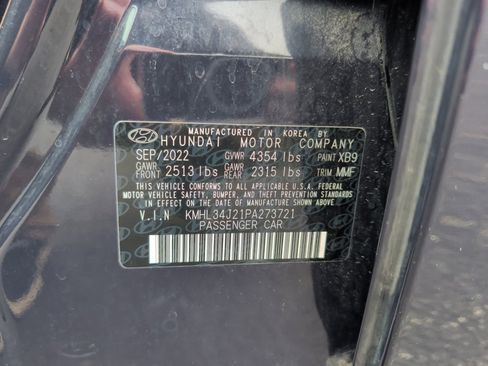 MANUFACTURED IN KOREA BY
HYUNDAI MOTOR COMPANY
SEP/2022 GVWR 4354 lbs PAINT XB9
GAWR FRONT 2513 lbs GAWR REAR 2315 lbs TRIM MMF
THIS VEHICLE CONFORMS TO ALL APPLICABLE U.S.A. FEDERAL
MOTOR VEHICLE SAFETY, BUMPER, AND THEFT PREVENTION STANDARDS
IN EFFECT ON THE DATE OF MANUFACTURE SHOWN ABOVE.
V.I.N KMHL34J21PA273721
PASSENGER CAR